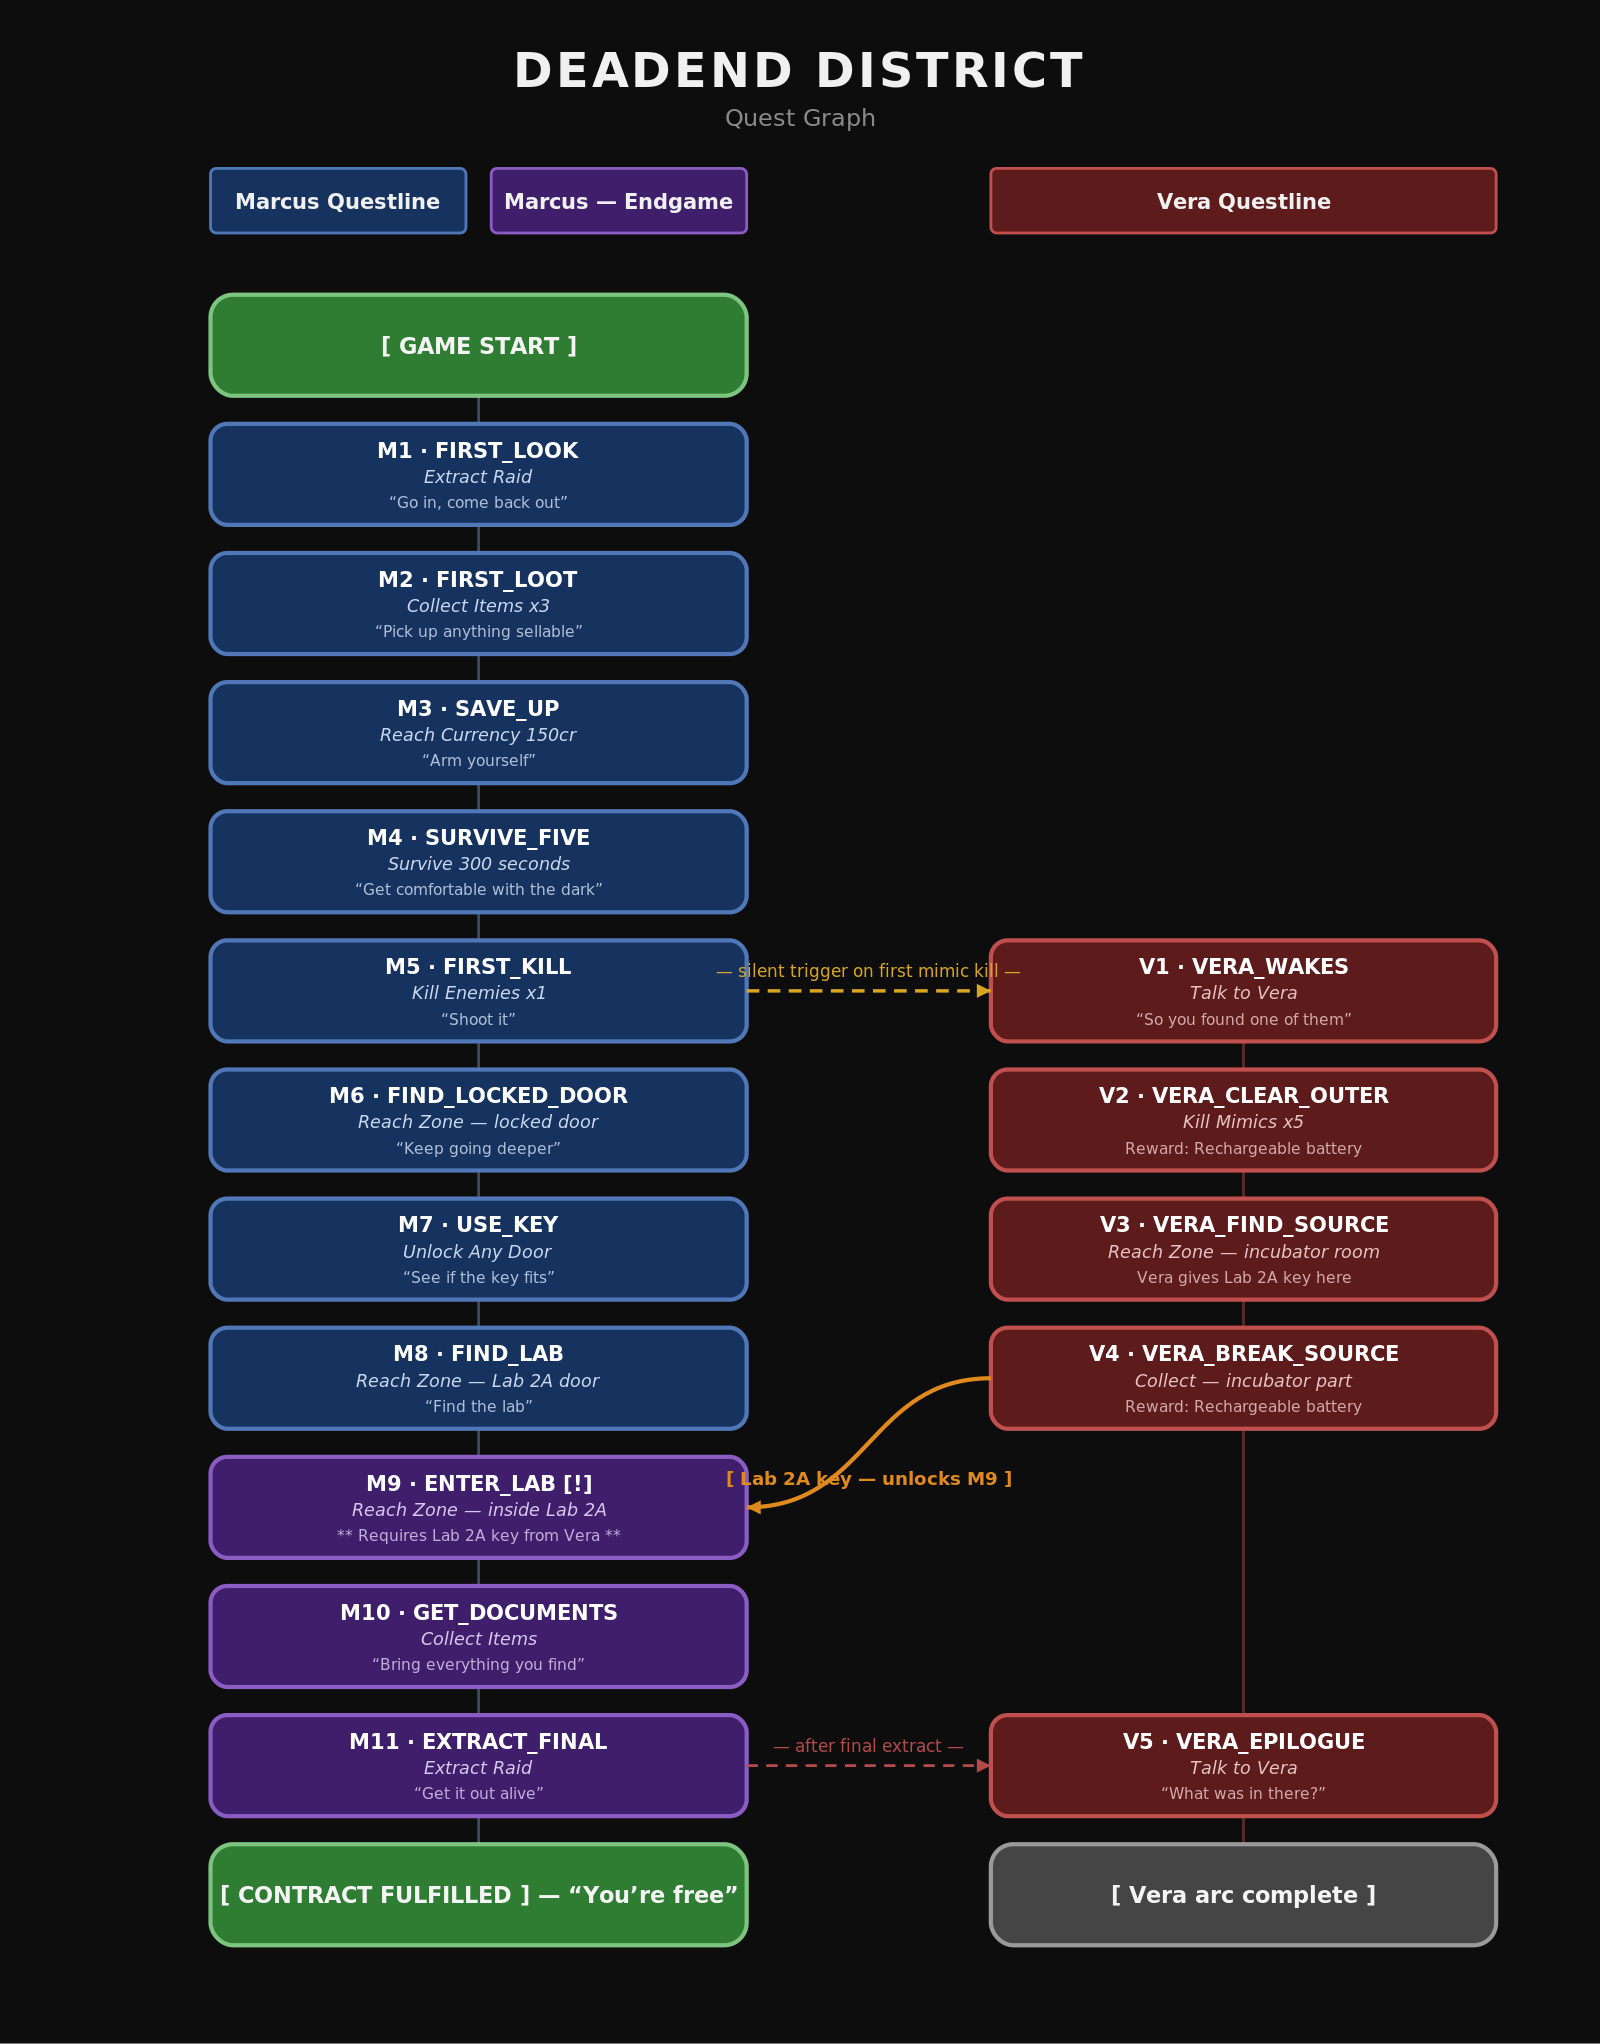 DEADEND DISTRICT
Quest Graph
Marcus Questline
Marcus — Endgame
Vera Questline
[ GAME START ]
M1 · FIRST_LOOK
Extract Raid
“Go in, come back out”
M2 · FIRST_LOOT
Collect Items x3
“Pick up anything sellable”
M3 · SAVE_UP
Reach Currency 150cr
“Arm yourself”
M4 · SURVIVE_FIVE
Survive 300 seconds
“Get comfortable with the dark”
M5 · FIRST_KILL
Kill Enemies x1
“Shoot it”
— silent trigger on first mimic kill —
V1 · VERA_WAKES
Talk to Vera
“So you found one of them”
M6 · FIND_LOCKED_DOOR
Reach Zone — locked door
“Keep going deeper”
V2 · VERA_CLEAR_OUTER
Kill Mimics x5
Reward: Rechargeable battery
M7 · USE_KEY
Unlock Any Door
“See if the key fits”
V3 · VERA_FIND_SOURCE
Reach Zone — incubator room
Vera gives Lab 2A key here
M8 · FIND_LAB
Reach Zone — Lab 2A door
“Find the lab”
V4 · VERA_BREAK_SOURCE
Collect — incubator part
Reward: Rechargeable battery
M9 · ENTER_LAB [!]
Reach Zone — inside Lab 2A
** Requires Lab 2A key from Vera **
[ Lab 2A key — unlocks M9 ]
M10 · GET_DOCUMENTS
Collect Items
“Bring everything you find”
M11 · EXTRACT_FINAL
Extract Raid
“Get it out alive”
— after final extract —
V5 · VERA_EPILOGUE
Talk to Vera
“What was in there?”
[ CONTRACT FULFILLED ] — “You’re free”
[ Vera arc complete ]